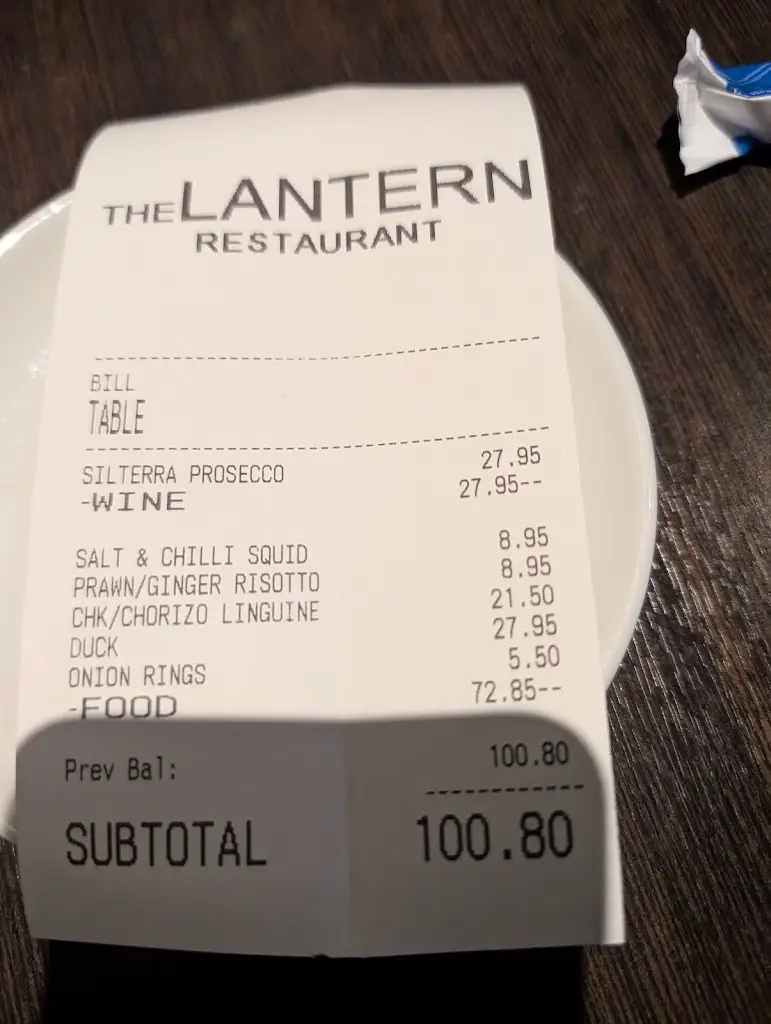 THE LANTERN
RESTAURANT
BILL
TABLE
SILTERRA PROSECCO 27.95
-WINE 27.95--
SALT & CHILLI SQUID 8.95
PRAWN/GINGER RISOTTO 8.95
CHK/CHORIZO LINGUINE 21.50
DUCK 27.95
ONION RINGS 5.50
-FOOD 72.85--
Prev Bal: 100.80
SUBTOTAL 100.80